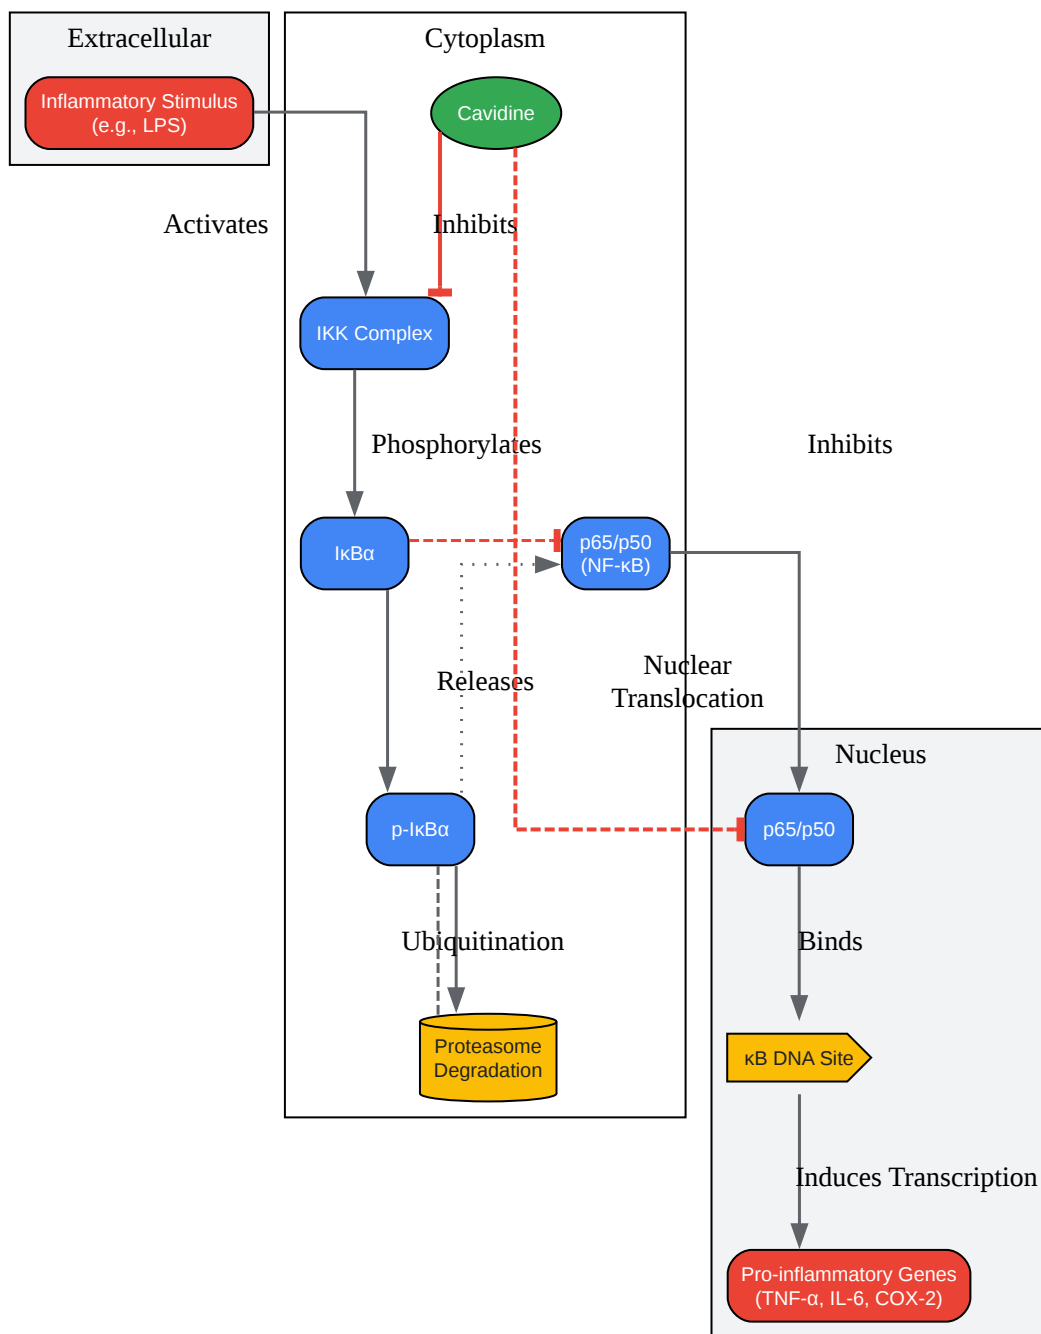 Extracellular
Cytoplasm
Inflammatory Stimulus
(e.g., LPS)
Cavidine
Activates
Inhibits
IKK Complex
Phosphorylates
Inhibits
IκBα
p65/p50
(NF-κB)
Releases
Nuclear
Translocation
Nucleus
p-IκBα
p65/p50
Ubiquitination
Binds
Proteasome
Degradation
κB DNA Site
Induces Transcription
Pro-inflammatory Genes
(TNF-α, IL-6, COX-2)